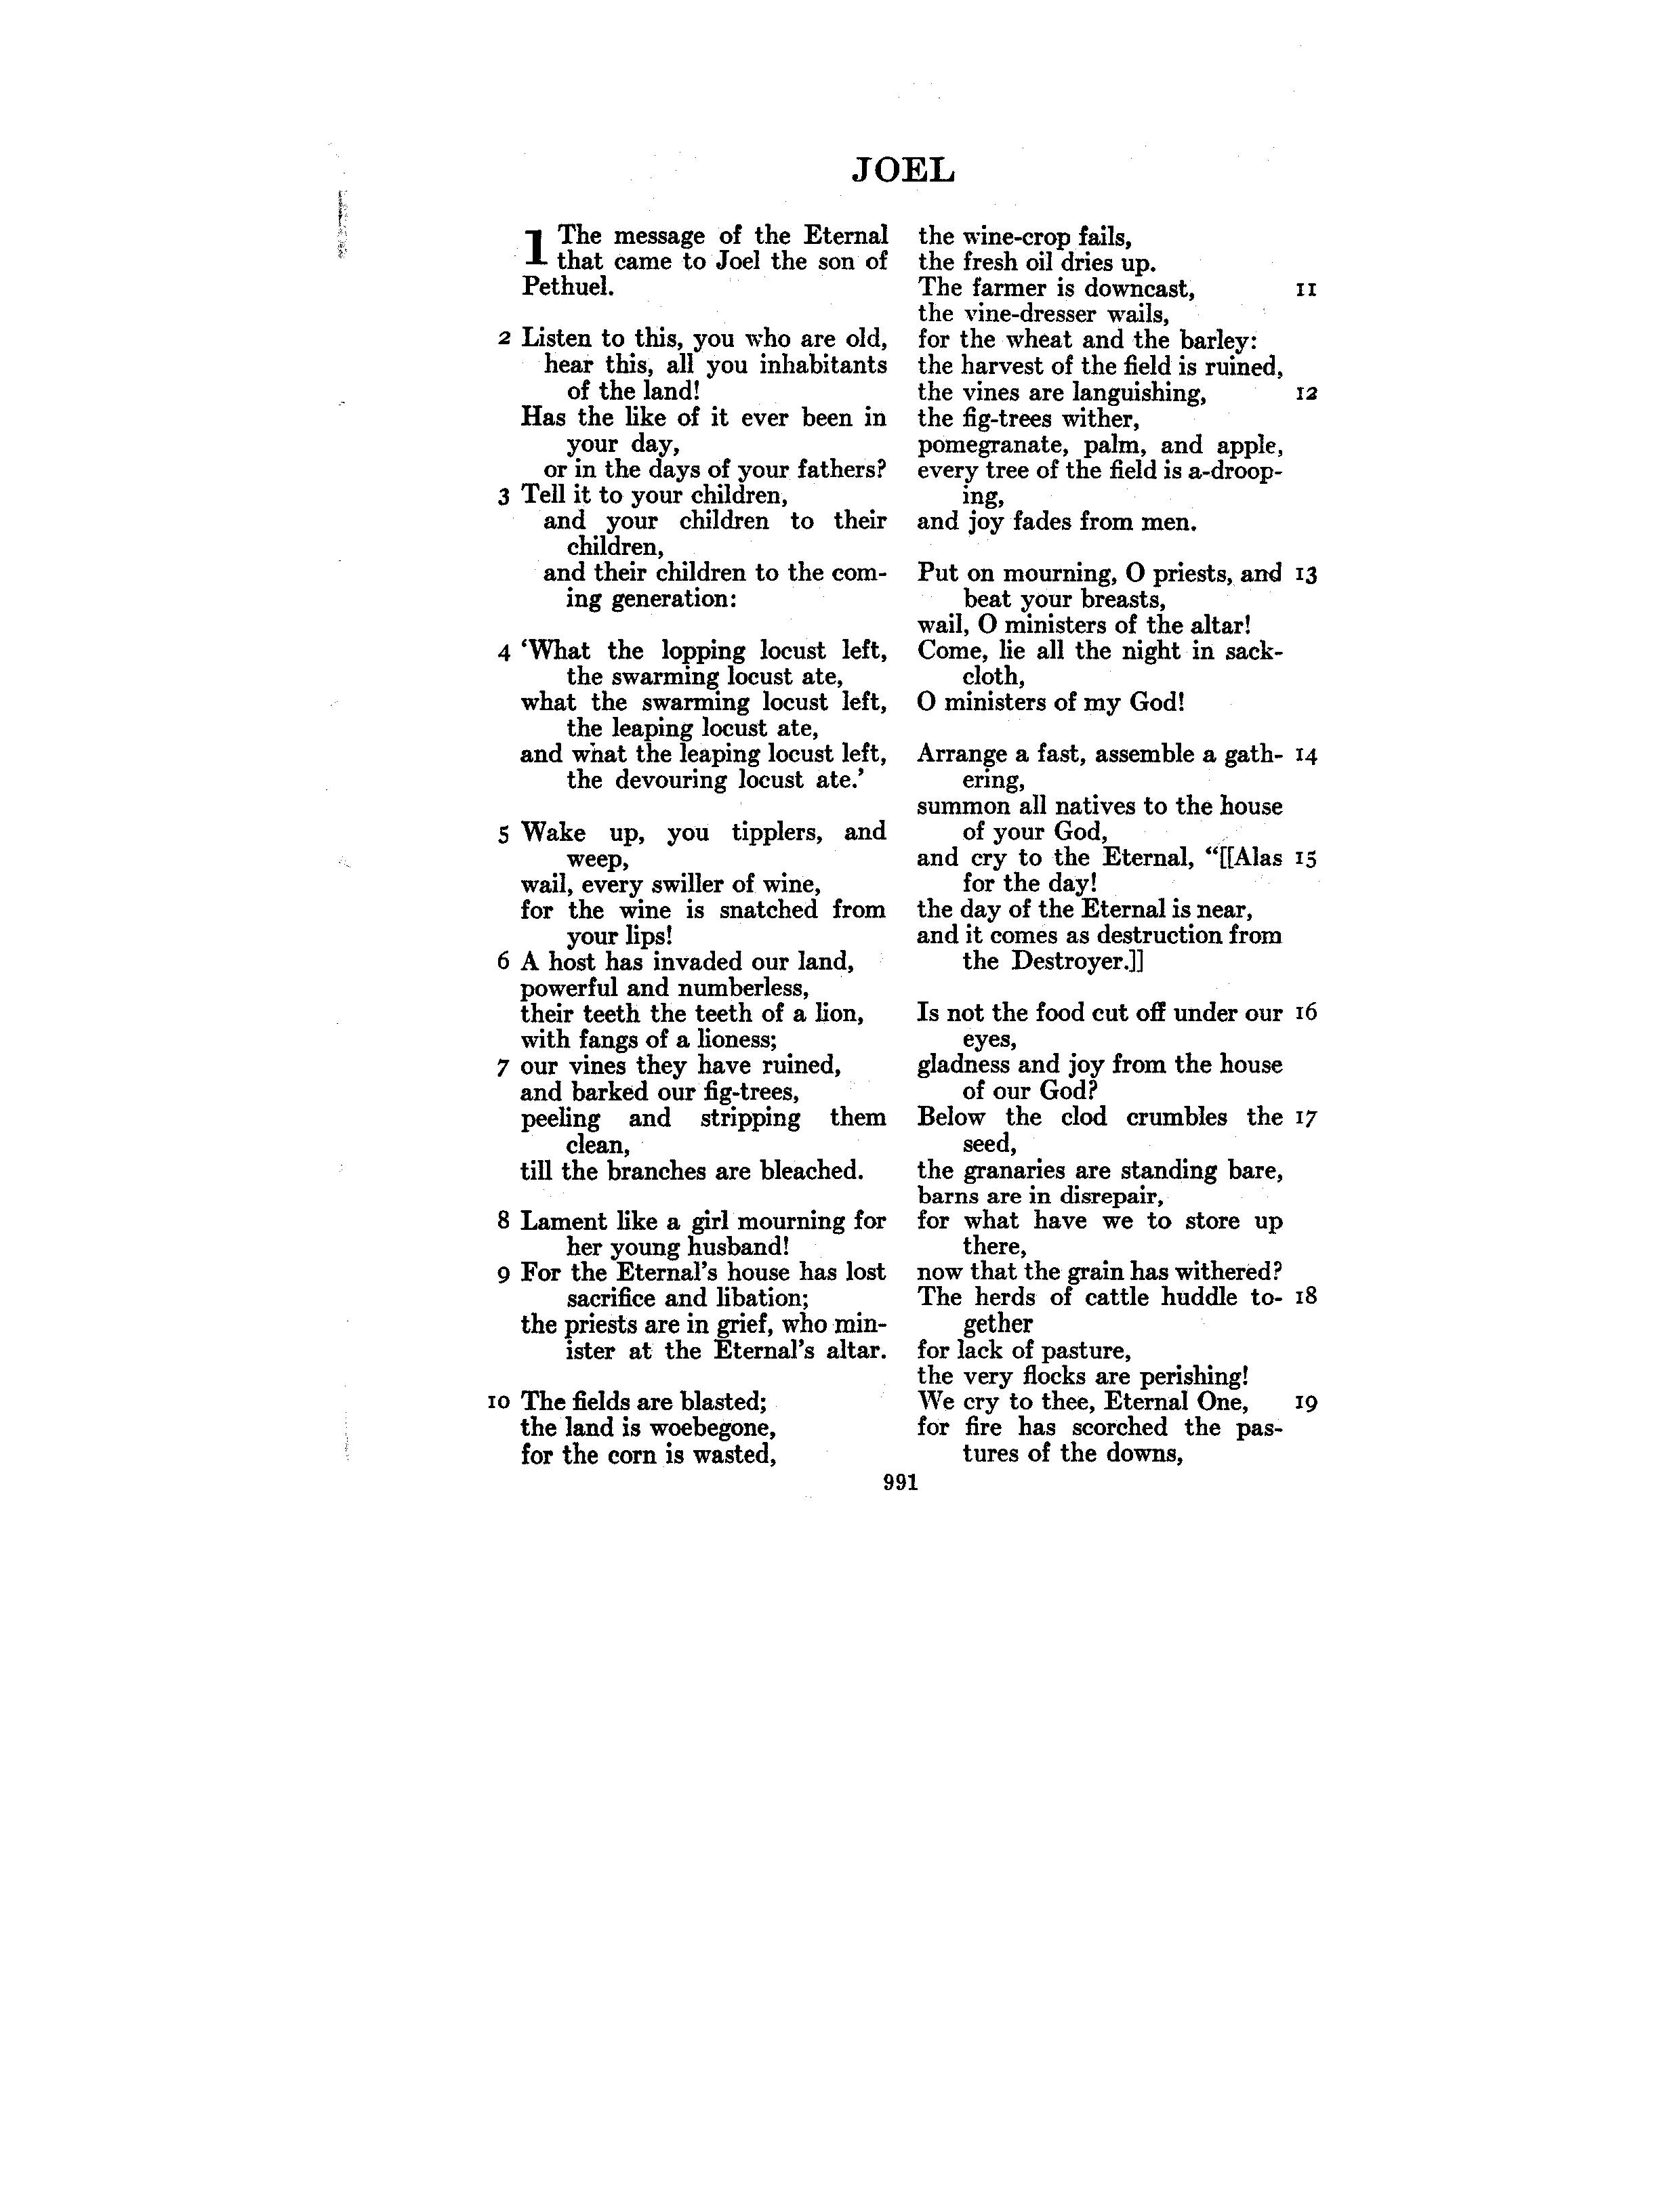 JOEL
1 The message of the Eternal
that came to Joel the son of
Pethuel.
2 Listen to this, you who are old,
hear this, all you inhabitants
of the land!
Has the like of it ever been in
your day,
or in the days of your fathers?
3 Tell it to your children,
and your children to their
children,
and their children to the com-
ing generation:
4 ‘What the lopping locust left,
the swarming locust ate,
what the swarming locust left,
the leaping locust ate,
and what the leaping locust left,
the devouring locust ate.’
5 Wake up, you tipplers, and
weep,
wail, every swiller of wine,
for the wine is snatched from
your lips!
6 A host has invaded our land,
powerful and numberless,
their teeth the teeth of a lion,
with fangs of a lioness;
7 our vines they have ruined,
and barked our fig-trees,
peeling and stripping them
clean,
till the branches are bleached.
8 Lament like a girl mourning for
her young husband!
9 For the Eternal’s house has lost
sacrifice and libation;
the priests are in grief, who min-
ister at the Eternal’s altar.
10 The fields are blasted;
the land is woebegone,
for the corn is wasted,
the wine-crop fails,
the fresh oil dries up.
The farmer is downcast, 11
the vine-dresser wails,
for the wheat and the barley:
the harvest of the field is ruined,
the vines are languishing, 12
the fig-trees wither,
pomegranate, palm, and apple,
every tree of the field is a-droop-
ing,
and joy fades from men.
Put on mourning, O priests, and 13
beat your breasts,
wail, O ministers of the altar!
Come, lie all the night in sack-
cloth,
O ministers of my God!
Arrange a fast, assemble a gath- 14
ering,
summon all natives to the house
of your God,
and cry to the Eternal, “[[Alas 15
for the day!
the day of the Eternal is near,
and it comes as destruction from
the Destroyer.]]
Is not the food cut off under our 16
eyes,
gladness and joy from the house
of our God?
Below the clod crumbles the 17
seed,
the granaries are standing bare,
barns are in disrepair,
for what have we to store up
there,
now that the grain has withered?
The herds of cattle huddle to- 18
gether
for lack of pasture,
the very flocks are perishing!
We cry to thee, Eternal One, 19
for fire has scorched the pas-
tures of the downs,
991